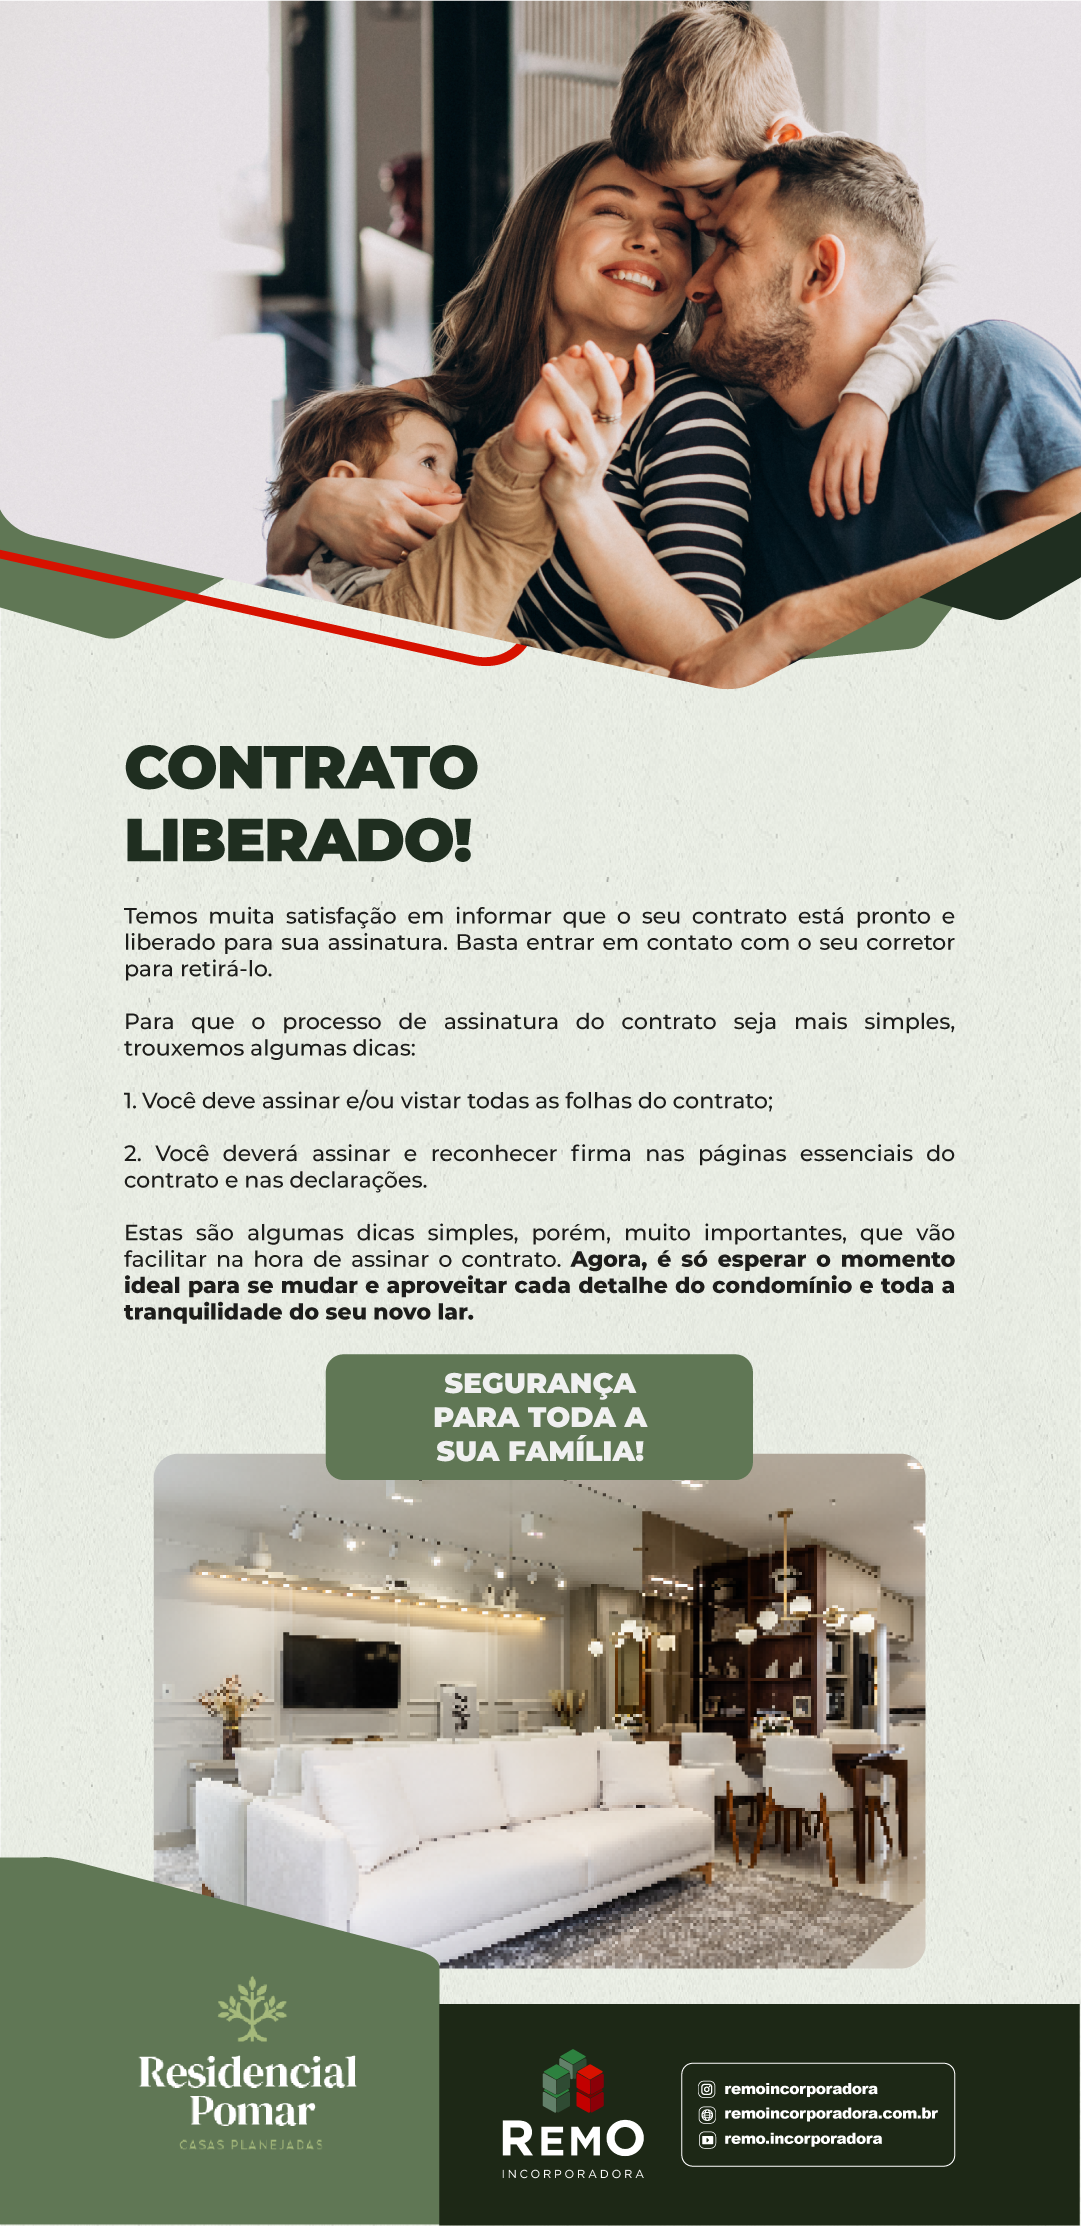 CONTRATO
LIBERADO!
Temos muita satisfação em informar que o seu contrato está pronto e
liberado para sua assinatura. Basta entrar em contato com o seu corretor
para retirá-lo.
Para que o processo de assinatura do contrato seja mais simples,
trouxemos algumas dicas:
1. Você deve assinar e/ou vistar todas as folhas do contrato;
2. Você deverá assinar e reconhecer firma nas páginas essenciais do
contrato e nas declarações.
Estas são algumas dicas simples, porém, muito importantes, que vão
facilitar na hora de assinar o contrato. Agora, é só esperar o momento
ideal para se mudar e aproveitar cada detalhe do condomínio e toda a
tranquilidade do seu novo lar.
SEGURANÇA
PARA TODA A
SUA FAMÍLIA!
Residencial
Pomar
CASAS PLANEJADAS
REMO
INCORPORADORA
remoincorporadora
remoincorporadora.com.br
remo.incorporadora